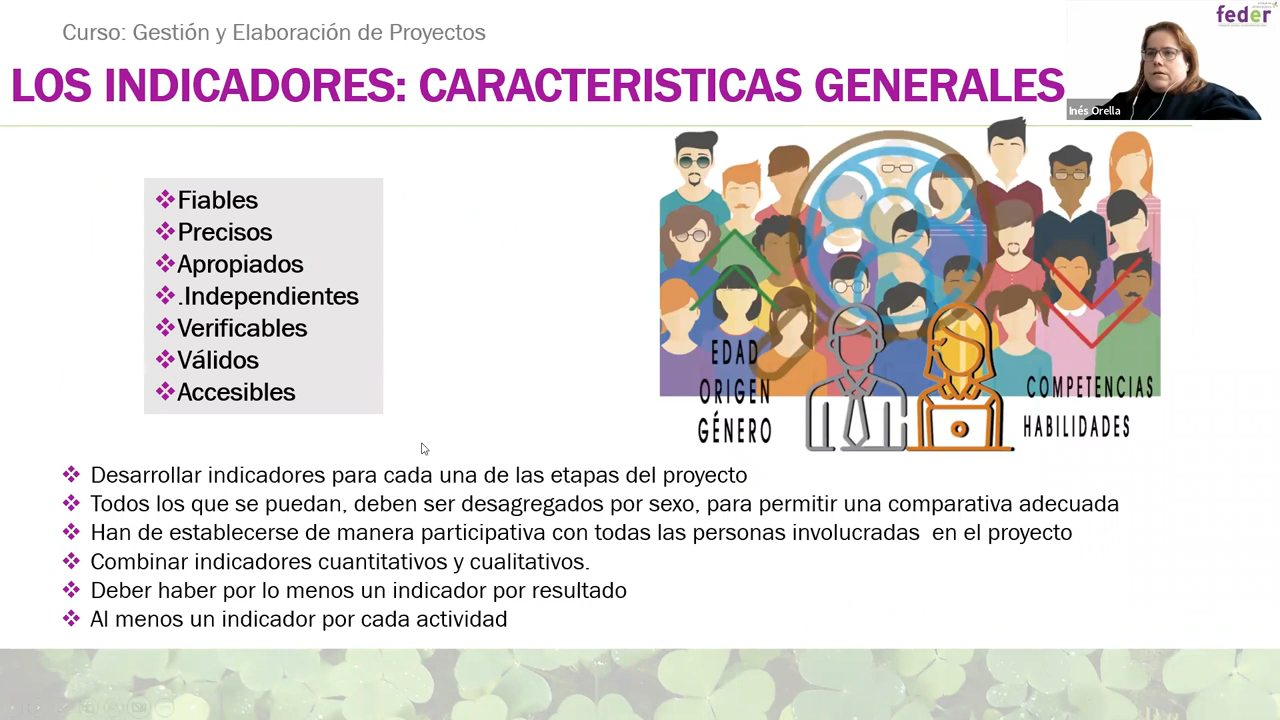 Curso: Gestión y Elaboración de Proyectos
feder
LOS INDICADORES: CARACTERISTICAS GENERALES
Inés Orella
Fiables
Precisos
Apropiados
.Independientes
Verificables
Válidos
Accesibles
EDAD
ORIGEN
GÉNERO
COMPETENCIAS
HABILIDADES
Desarrollar indicadores para cada una de las etapas del proyecto
Todos los que se puedan, deben ser desagregados por sexo, para permitir una comparativa adecuada
Han de establecerse de manera participativa con todas las personas involucradas  en el proyecto
Combinar indicadores cuantitativos y cualitativos.
Deber haber por lo menos un indicador por resultado
Al menos un indicador por cada actividad